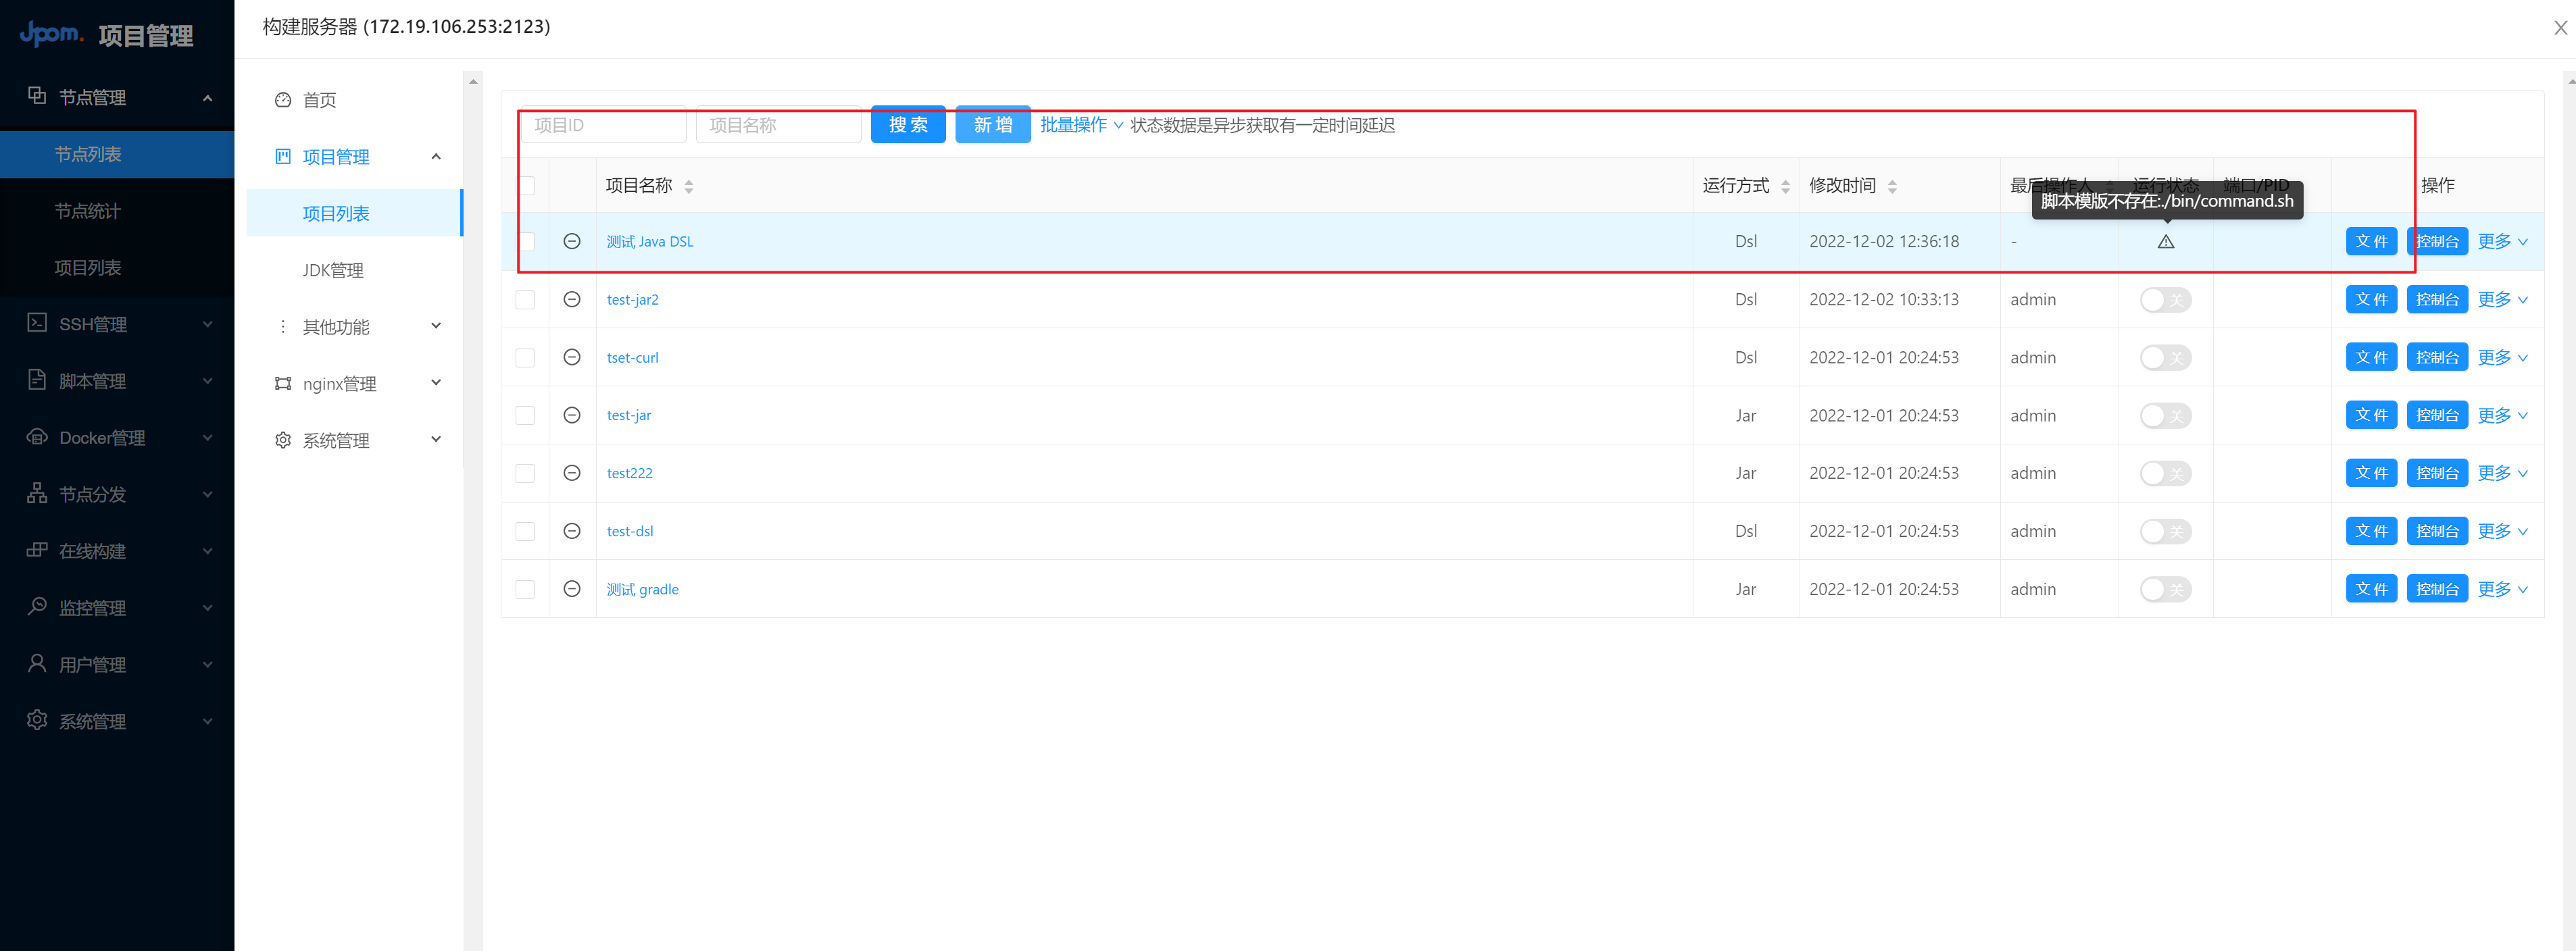 Jpom. 项目管理
节点管理
节点列表
节点统计
项目列表
SSH管理
脚本管理
Docker管理
节点分发
在线构建
监控管理
用户管理
系统管理
构建服务器 (172.19.106.253:2123)
首页
项目管理
项目列表
JDK管理
其他功能
nginx管理
系统管理
项目ID 项目名称 搜 索 新 增 批量操作 状态数据是异步获取有一定时间延迟
项目名称 运行方式 修改时间 最后操作人 运行状态 端口/PID 操作
脚本模版不存在:./bin/command.sh
测试 Java DSL Dsl 2022-12-02 12:36:18 - 文 件 控制台 更多
test-jar2 Dsl 2022-12-02 10:33:13 admin 关 文 件 控制台 更多
tset-curl Dsl 2022-12-01 20:24:53 admin 关 文 件 控制台 更多
test-jar Jar 2022-12-01 20:24:53 admin 关 文 件 控制台 更多
test222 Jar 2022-12-01 20:24:53 admin 关 文 件 控制台 更多
test-dsl Dsl 2022-12-01 20:24:53 admin 关 文 件 控制台 更多
测试 gradle Jar 2022-12-01 20:24:53 admin 关 文 件 控制台 更多